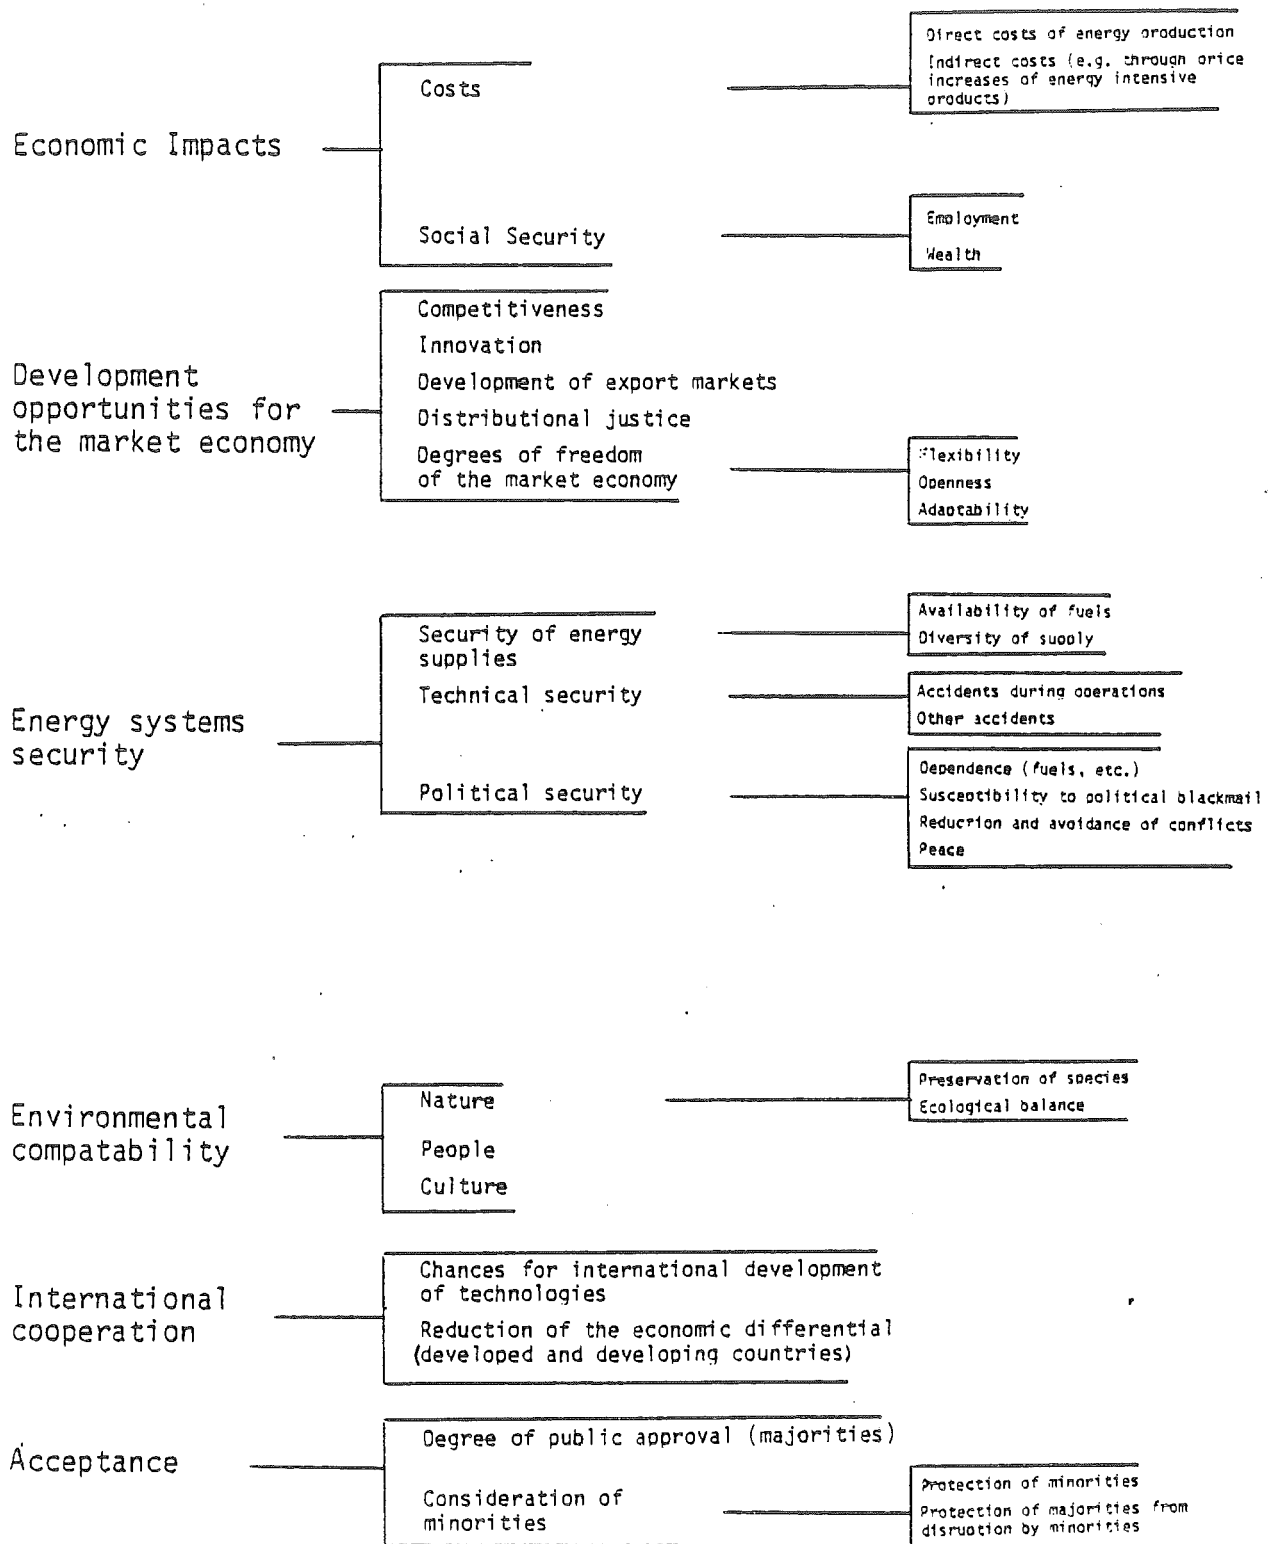 Economic Impacts
Costs
Direct costs of energy production
Indirect costs (e.g. through price
increases of energy intensive
products)
Social Security
Employment
Wealth
Development
opportunities for
the market economy
Competitiveness
Innovation
Development of export markets
Distributional justice
Degrees of freedom
of the market economy
Flexibility
Openness
Adaptability
Energy systems
security
Security of energy
supplies
Availability of fuels
Diversity of supply
Technical security
Accidents during operations
Other accidents
Political security
Dependence (fuels, etc.)
Susceptibility to political blackmail
Reduction and avoidance of conflicts
Peace
Environmental
compatability
Nature
Preservation of species
Ecological balance
People
Culture
International
cooperation
Chances for international development
of technologies
Reduction of the economic differential
(developed and developing countries)
Acceptance
Degree of public approval (majorities)
Consideration of
minorities
Protection of minorities
Protection of majorities from
disruption by minorities